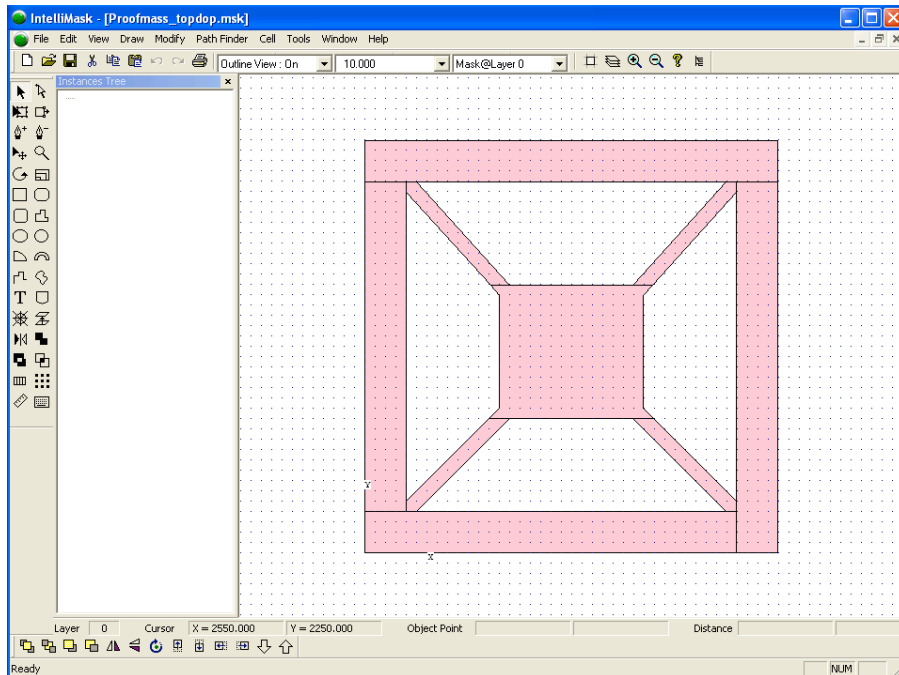 IntelliMask - [Proofmass_topdop.msk]
File Edit View Draw Modify Path Finder Cell Tools Window Help
Outline View : On 10.000 Mask@Layer 0
Instances Tree
T
Y
X
Layer 0 Cursor X = 2550.000 Y = 2250.000 Object Point Distance
Ready NUM